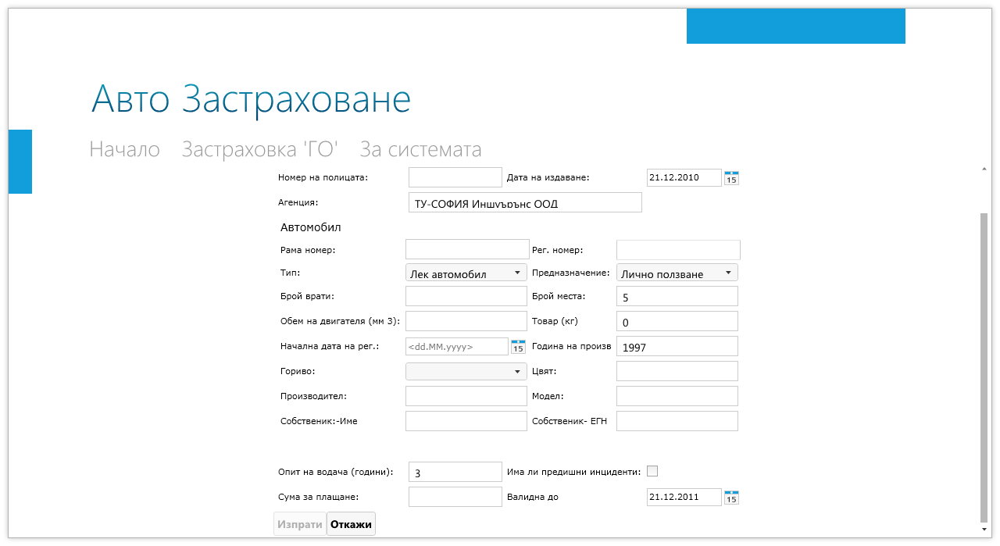 Авто Застраховане
Начало Застраховка 'ГО' За системата
Номер на полицата: Дата на издаване: 21.12.2010 15
Агенция: ТУ-СОФИЯ Иншуърънс ООД
Автомобил
Рама номер: Рег. номер:
Тип: Лек автомобил Предназначение: Лично ползване
Брой врати: Брой места: 5
Обем на двигателя (мм 3): Товар (кг) 0
Начална дата на рег.: <dd.MM.yyyy> 15 Година на произв 1997
Гориво: Цвят:
Производител: Модел:
Собственик:-Име Собственик- ЕГН
Опит на водача (години): 3 Има ли предишни инциденти:
Сума за плащане: Валидна до 21.12.2011 15
Изпрати Откажи